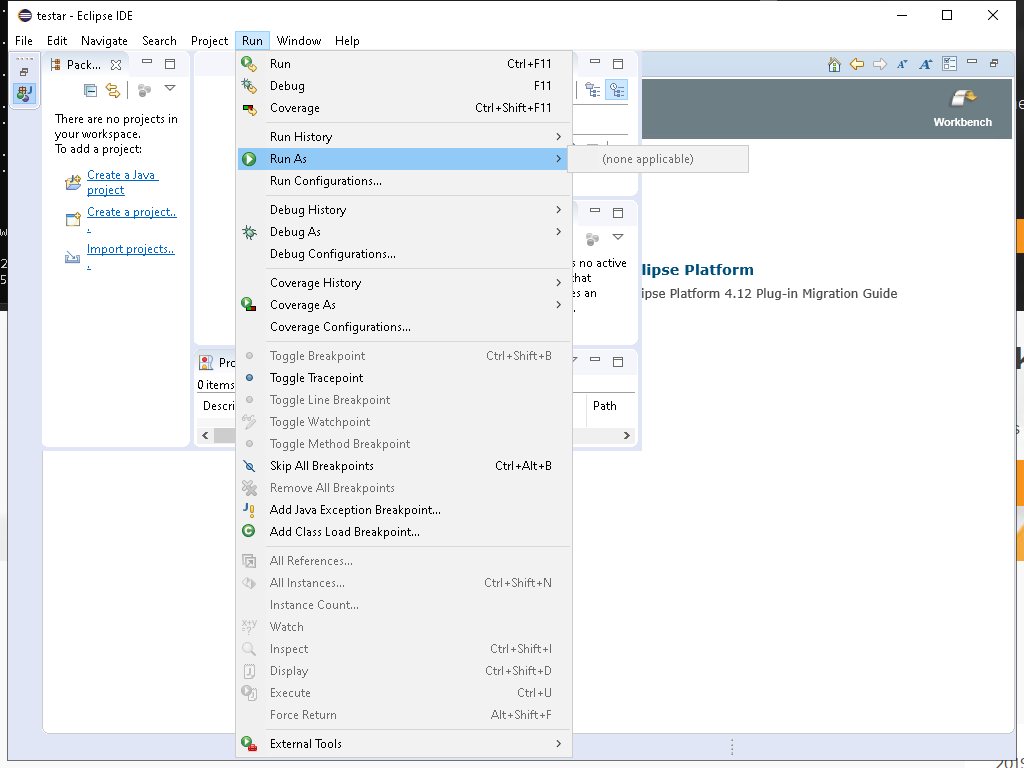 testar - Eclipse IDE
File Edit Navigate Search Project Run Window Help
Pack...
There are no projects in
your workspace.
To add a project:
Create a Java
project
Create a project..
.
Import projects..
.
Run Ctrl+F11
Debug F11
Coverage Ctrl+Shift+F11
Run History
Run As
(none applicable)
Run Configurations...
Debug History
Debug As
Debug Configurations...
Coverage History
Coverage As
Coverage Configurations...
Toggle Breakpoint Ctrl+Shift+B
Toggle Tracepoint
Toggle Line Breakpoint
Toggle Watchpoint
Toggle Method Breakpoint
Skip All Breakpoints Ctrl+Alt+B
Remove All Breakpoints
Add Java Exception Breakpoint...
Add Class Load Breakpoint...
All References...
All Instances... Ctrl+Shift+N
Instance Count...
Watch
Inspect Ctrl+Shift+I
Display Ctrl+Shift+D
Execute Ctrl+U
Force Return Alt+Shift+F
External Tools
Pro
0 items
Descri
Path
no active
hat
an
Workbench
lipse Platform
ipse Platform 4.12 Plug-in Migration Guide